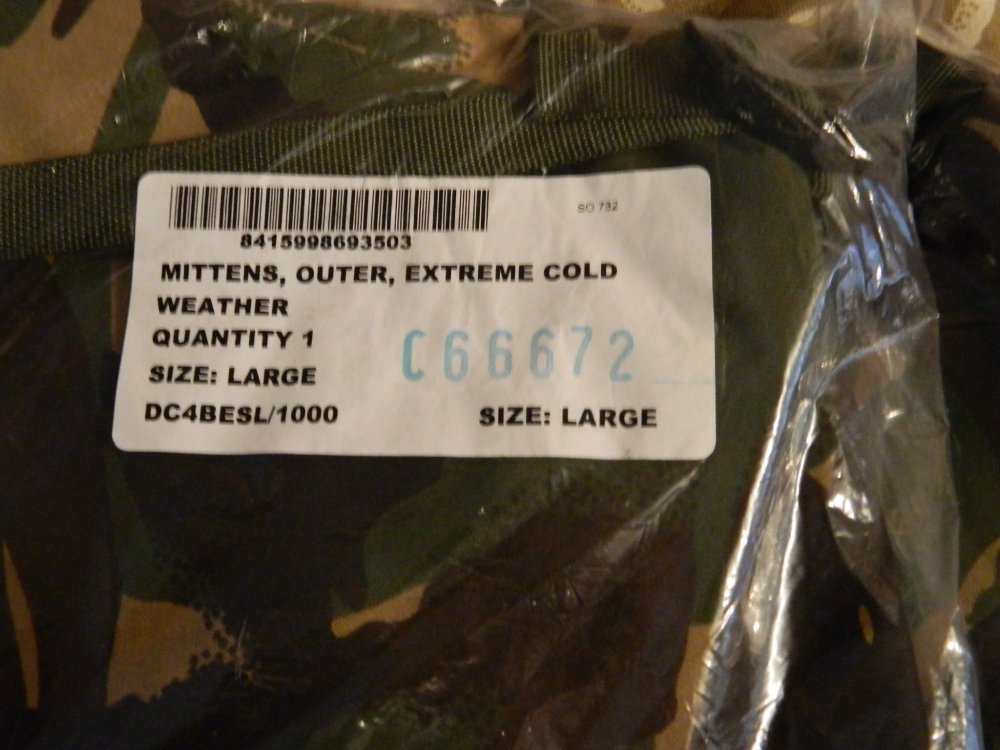 SO 732
8415998693503
MITTENS, OUTER, EXTREME COLD
WEATHER
QUANTITY 1
C66672
SIZE: LARGE
DC4BESL/1000 SIZE: LARGE